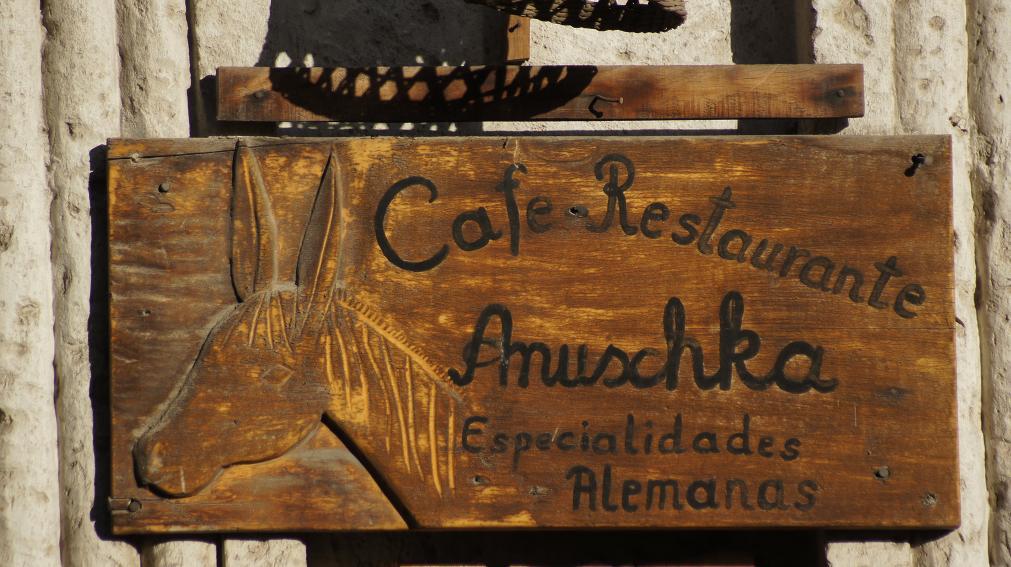 Cafe-Restaurante
Anuschka
Especialidades
Alemanas